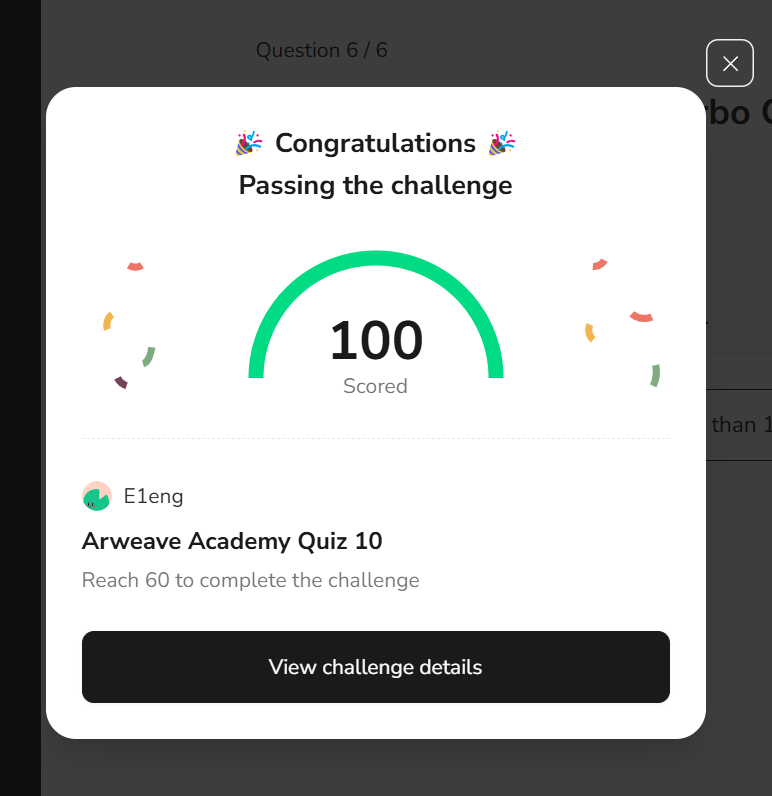 Question 6 / 6
Congratulations
Passing the challenge
100
Scored
than 1
E1eng
Arweave Academy Quiz 10
Reach 60 to complete the challenge
View challenge details